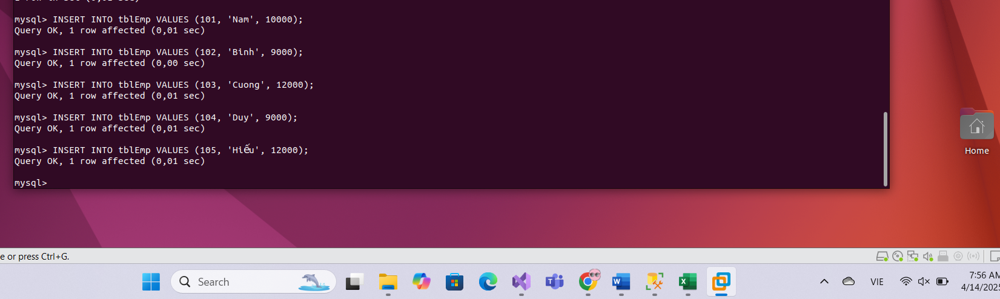 mysql> INSERT INTO tblEmp VALUES (101, 'Nam', 10000);
Query OK, 1 row affected (0,01 sec)
mysql> INSERT INTO tblEmp VALUES (102, 'Binh', 9000);
Query OK, 1 row affected (0,00 sec)
mysql> INSERT INTO tblEmp VALUES (103, 'Cuong', 12000);
Query OK, 1 row affected (0,01 sec)
mysql> INSERT INTO tblEmp VALUES (104, 'Duy', 9000);
Query OK, 1 row affected (0,01 sec)
mysql> INSERT INTO tblEmp VALUES (105, 'Hiếu', 12000);
Query OK, 1 row affected (0,01 sec)
mysql>
Home
e or press Ctrl+G.
Search
VIE
7:56 AM
4/14/2025